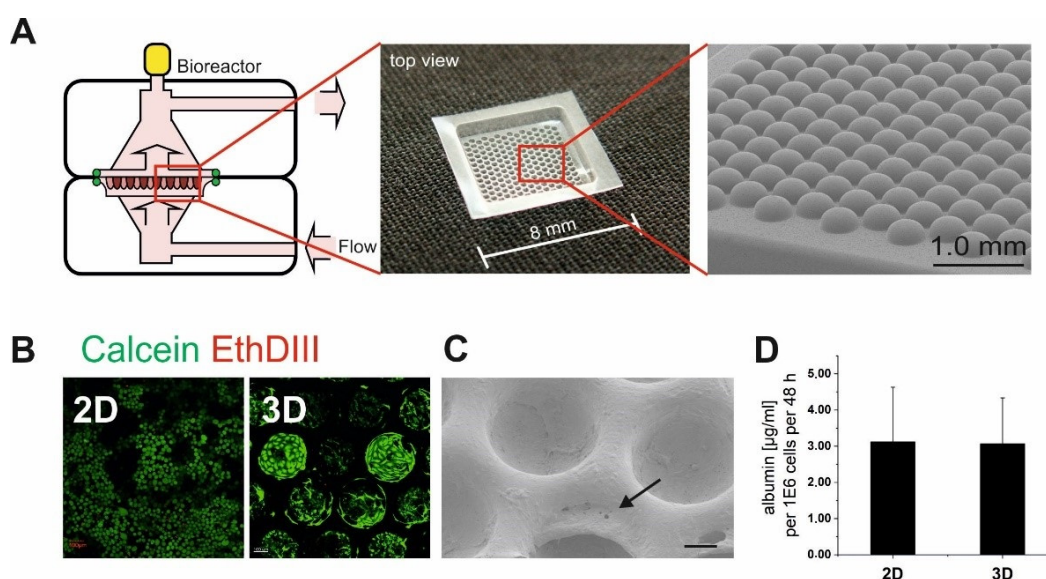 A
Bioreactor
Flow
top view
8 mm
1.0 mm
B
Calcein EthDIII
2D
3D
100µm
C
D
albumin [µg/ml]
per 1E6 cells per 48 h
5,00
4.00
3.00
2.00
1.00
0.00
2D
3D